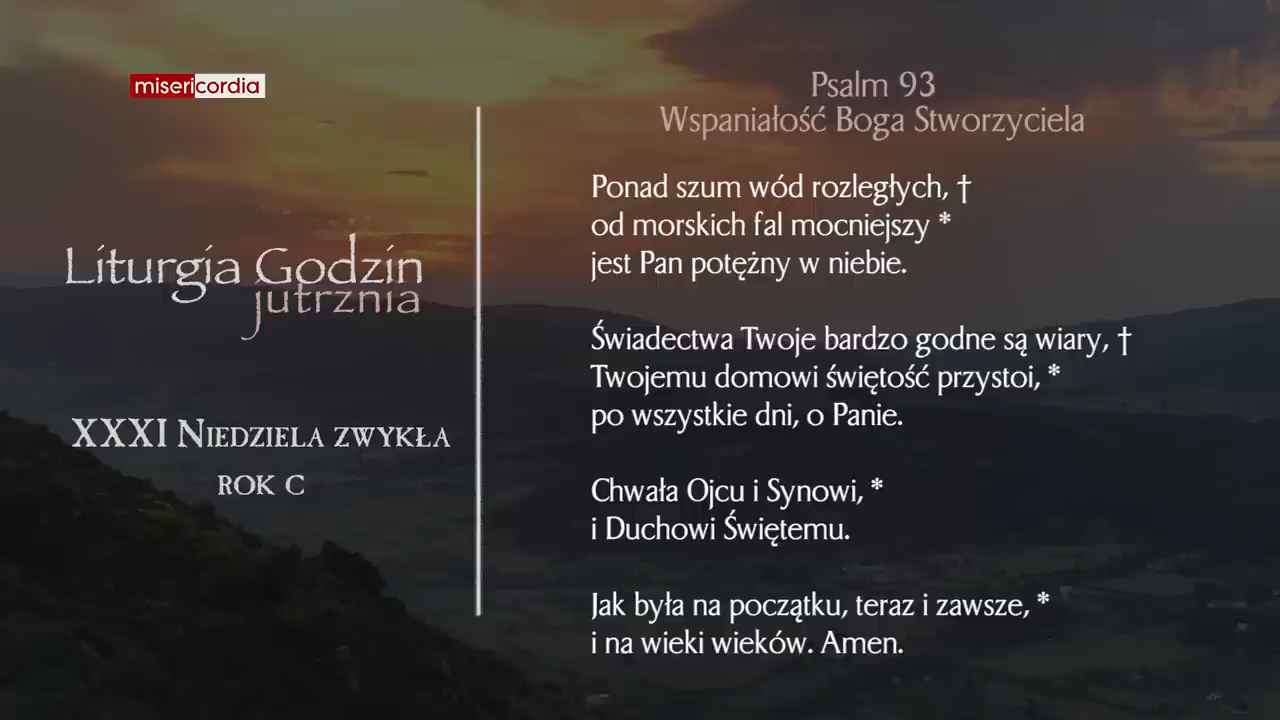 misericordia
Liturgia Godzin
jutrznia
XXXI Niedziela zwykła
rok C
Psalm 93
Wspaniałość Boga Stworzyciela
Ponad szum wód rozległych, †
od morskich fal mocniejszy *
jest Pan potężny w niebie.
Świadectwa Twoje bardzo godne są wiary, †
Twojemu domowi świętość przystoi, *
po wszystkie dni, o Panie.
Chwała Ojcu i Synowi, *
i Duchowi Świętemu.
Jak była na początku, teraz i zawsze, *
i na wieki wieków. Amen.